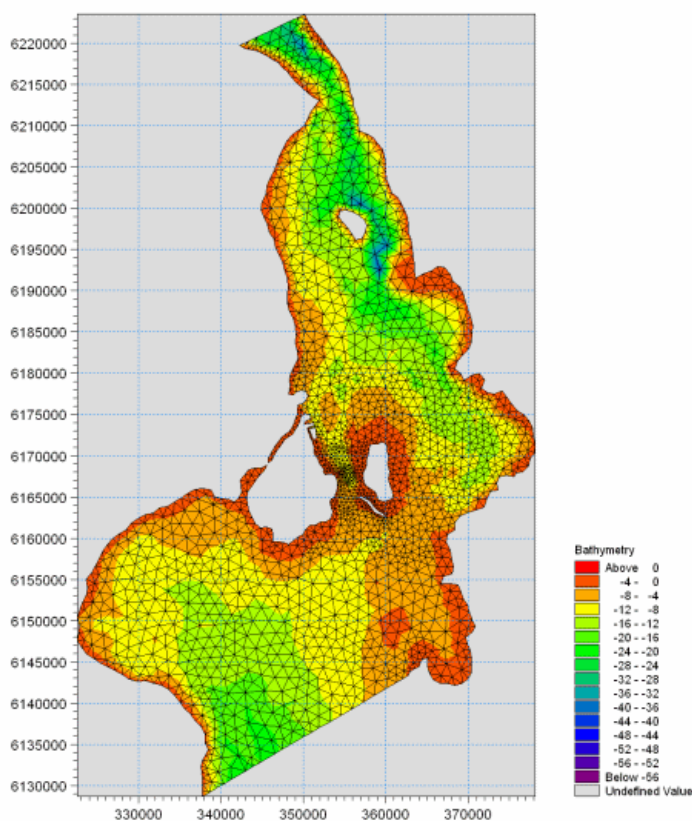 6220000
6215000
6210000
6205000
6200000
6195000
6190000
6185000
6180000
6175000
6170000
6165000
6160000
6155000
6150000
6145000
6140000
6135000
6130000
330000 340000 350000 360000 370000
Bathymetry
Above 0
-4 - 0
-8 - -4
-12 - -8
-16 - -12
-20 - -16
-24 - -20
-28 - -24
-32 - -28
-36 - -32
-40 - -36
-44 - -40
-48 - -44
-52 - -48
-56 - -52
Below -56
Undefined Value